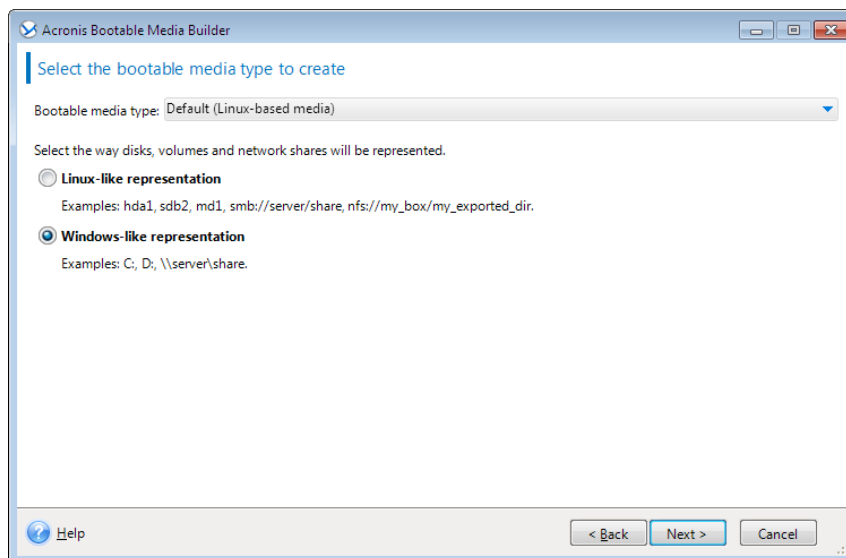 Acronis Bootable Media Builder
Select the bootable media type to create
Bootable media type: Default (Linux-based media)
Select the way disks, volumes and network shares will be represented.
Linux-like representation
Examples: hda1, sdb2, md1, smb://server/share, nfs://my_box/my_exported_dir.
Windows-like representation
Examples: C:, D:, \\server\share.
? Help < Back Next > Cancel